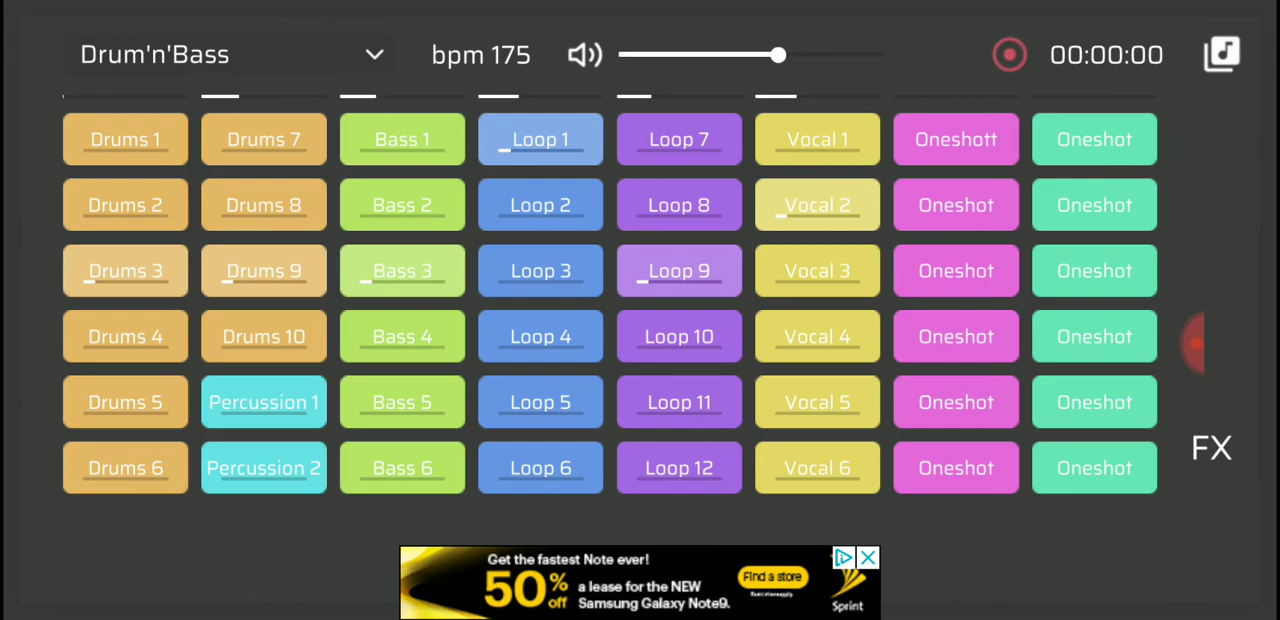 Drum'n'Bass bpm 175 00:00:00
Drums 1 Drums 7 Bass 1 Loop 1 Loop 7 Vocal 1 Oneshott Oneshot
Drums 2 Drums 8 Bass 2 Loop 2 Loop 8 Vocal 2 Oneshot Oneshot
Drums 3 Drums 9 Bass 3 Loop 3 Loop 9 Vocal 3 Oneshot Oneshot
Drums 4 Drums 10 Bass 4 Loop 4 Loop 10 Vocal 4 Oneshot Oneshot
Drums 5 Percussion 1 Bass 5 Loop 5 Loop 11 Vocal 5 Oneshot Oneshot
Drums 6 Percussion 2 Bass 6 Loop 6 Loop 12 Vocal 6 Oneshot Oneshot
FX
Get the fastest Note ever!
50% off
a lease for the NEW
Samsung Galaxy Note9.
Find a store
Sprint